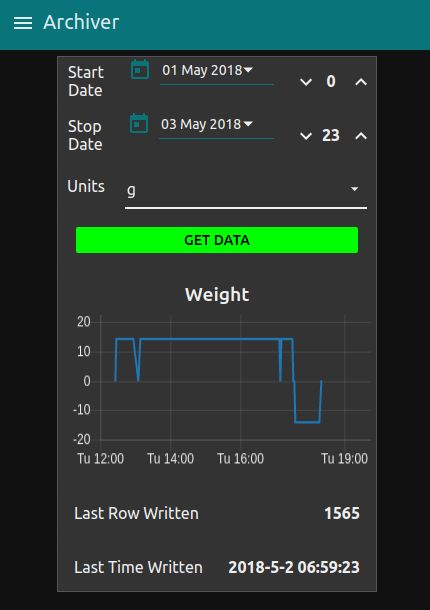 Archiver
Start Date
01 May 2018
0
Stop Date
03 May 2018
23
Units
g
GET DATA
Weight
20
10
0
-10
-20
Tu 12:00 Tu 14:00 Tu 16:00 Tu 19:00
Last Row Written 1565
Last Time Written 2018-5-2 06:59:23